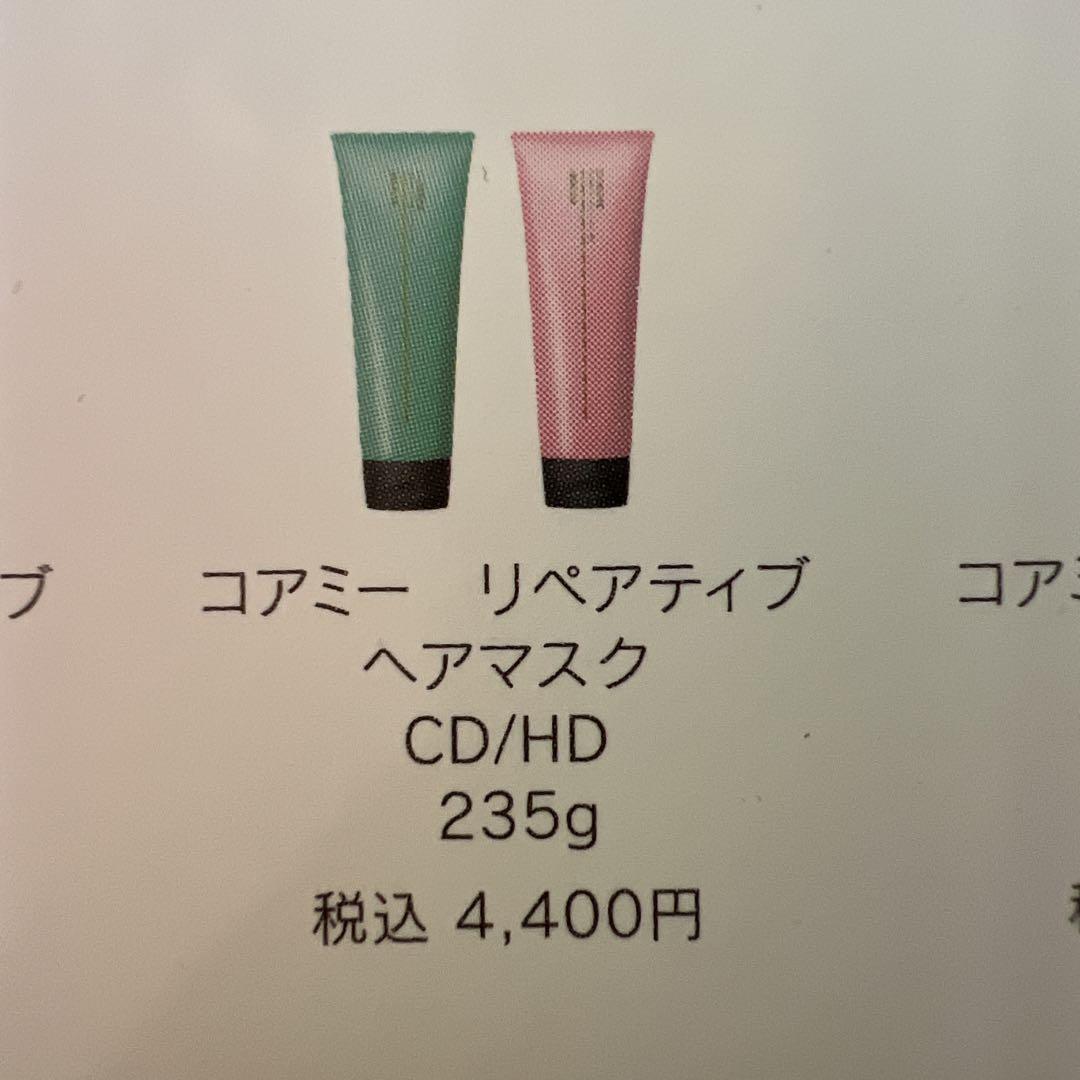 コアミー　リペアティブ
ヘアマスク
CD/HD
235g
税込 4,400円
ブ
コア